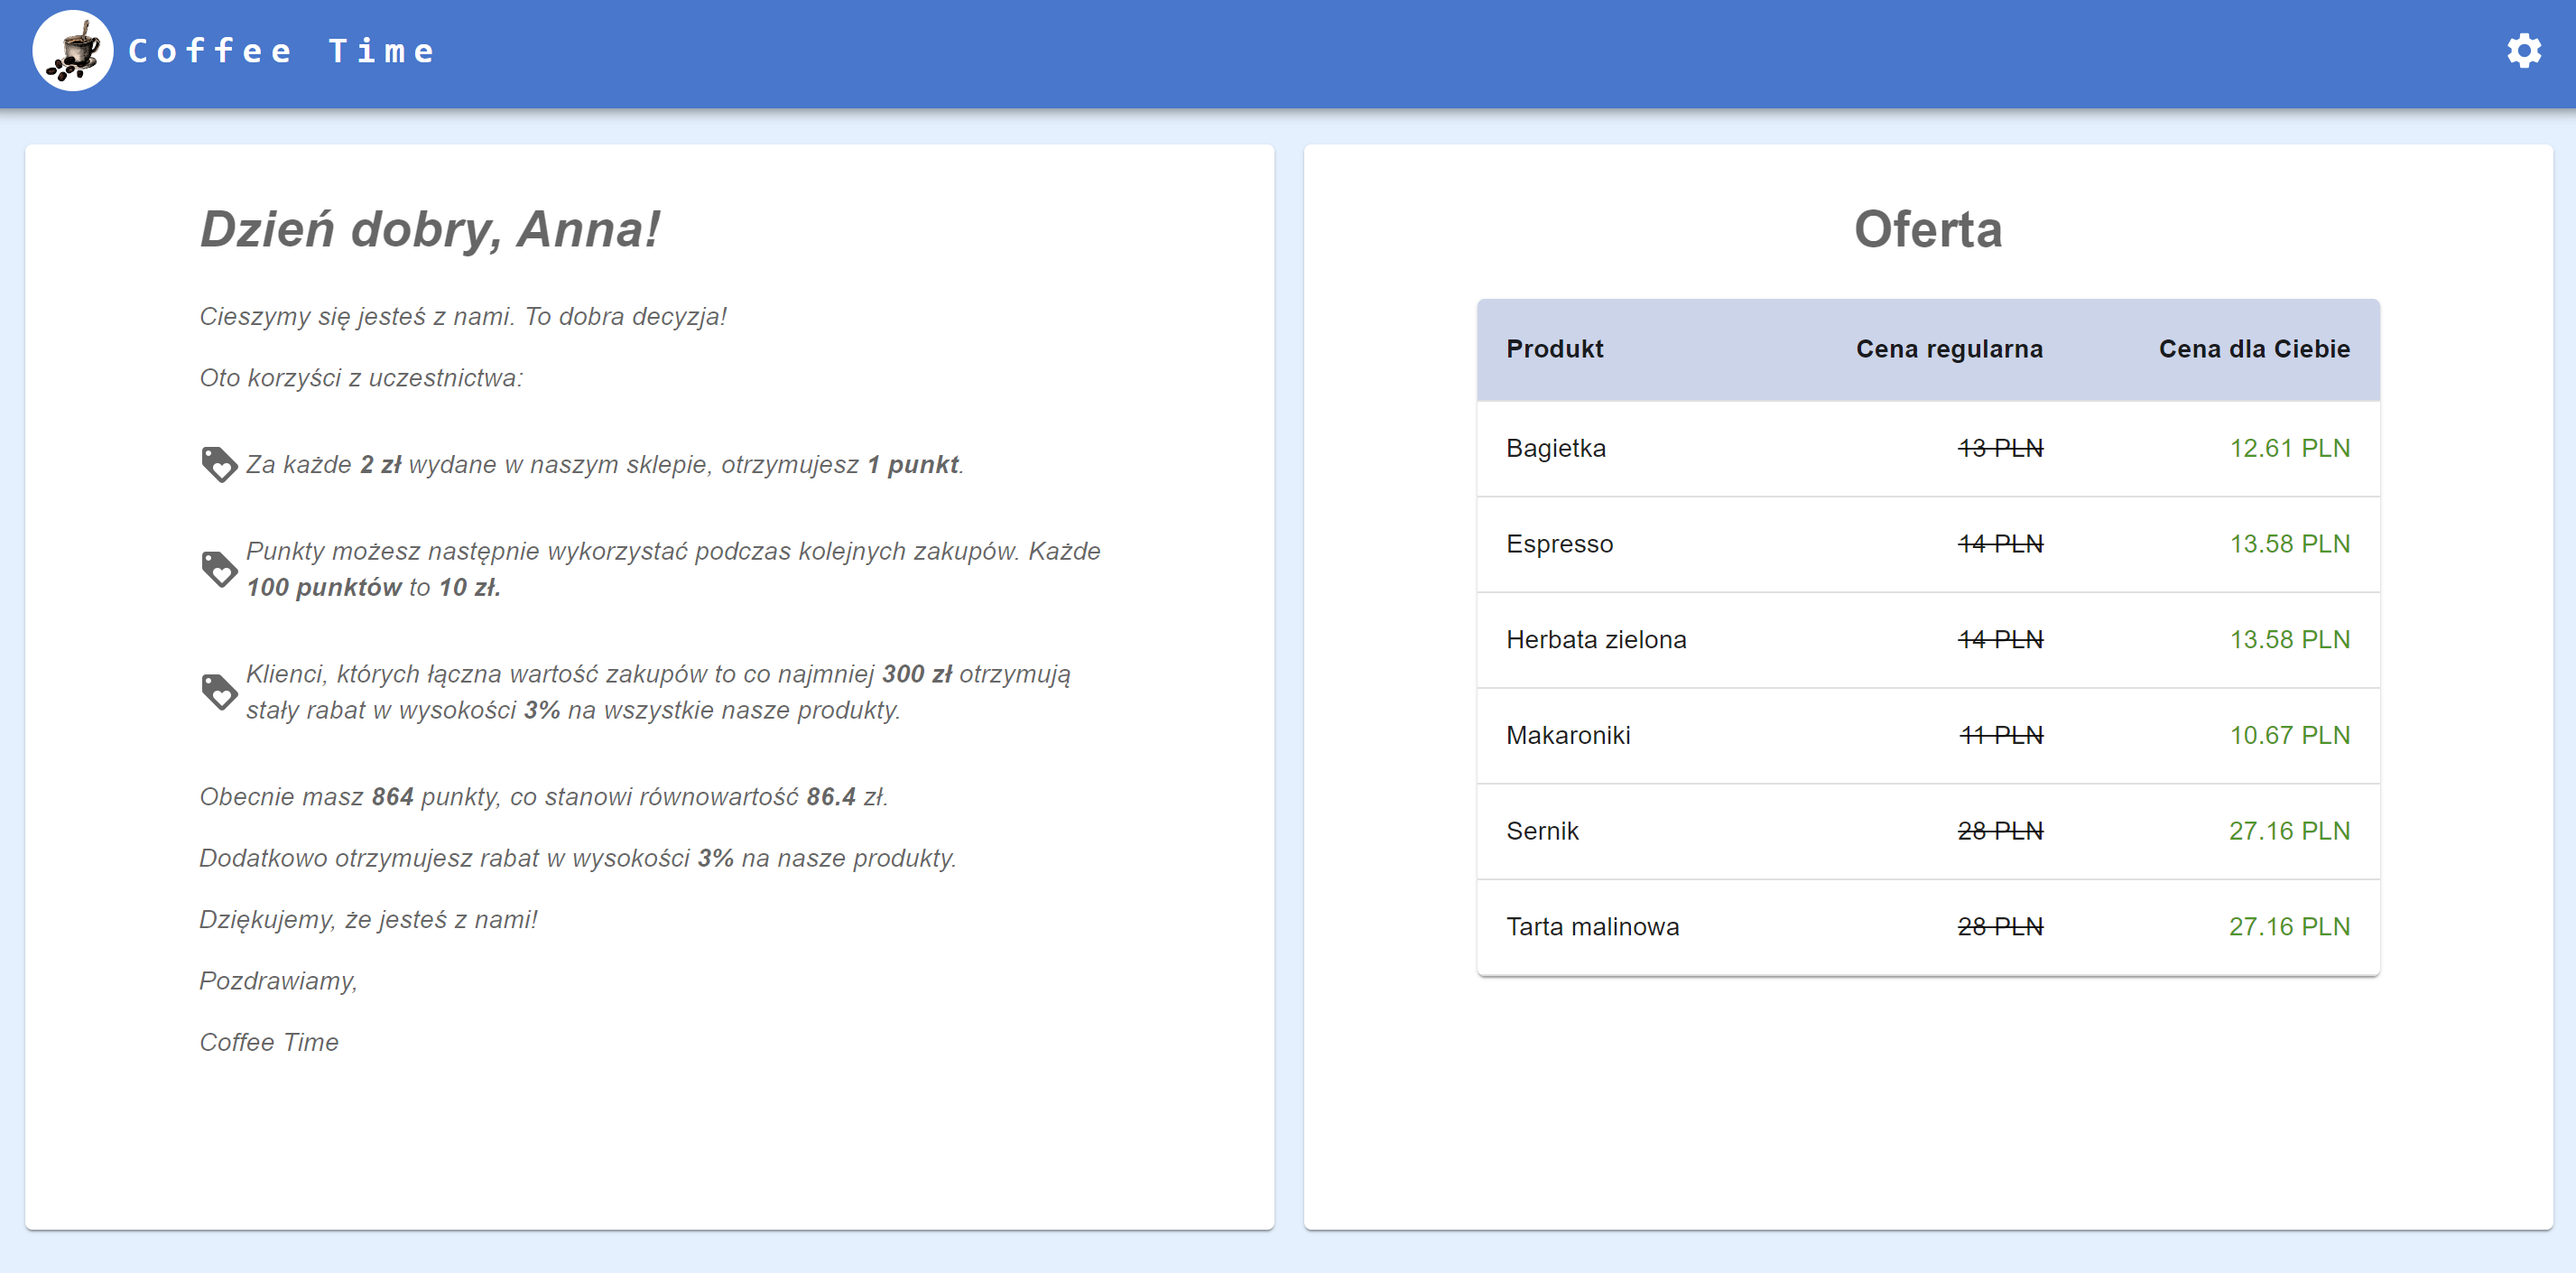 Coffee Time
Dzień dobry, Anna!
Cieszymy się jesteś z nami. To dobra decyzja!
Oto korzyści z uczestnictwa:
Za każde 2 zł wydane w naszym sklepie, otrzymujesz 1 punkt.
Punkty możesz następnie wykorzystać podczas kolejnych zakupów. Każde
100 punktów to 10 zł.
Klienci, których łączna wartość zakupów to co najmniej 300 zł otrzymują
stały rabat w wysokości 3% na wszystkie nasze produkty.
Obecnie masz 864 punkty, co stanowi równowartość 86.4 zł.
Dodatkowo otrzymujesz rabat w wysokości 3% na nasze produkty.
Dziękujemy, że jesteś z nami!
Pozdrawiamy,
Coffee Time
Oferta
Produkt Cena regularna Cena dla Ciebie
Bagietka 13 PLN 12.61 PLN
Espresso 14 PLN 13.58 PLN
Herbata zielona 14 PLN 13.58 PLN
Makaroniki 11 PLN 10.67 PLN
Sernik 28 PLN 27.16 PLN
Tarta malinowa 28 PLN 27.16 PLN